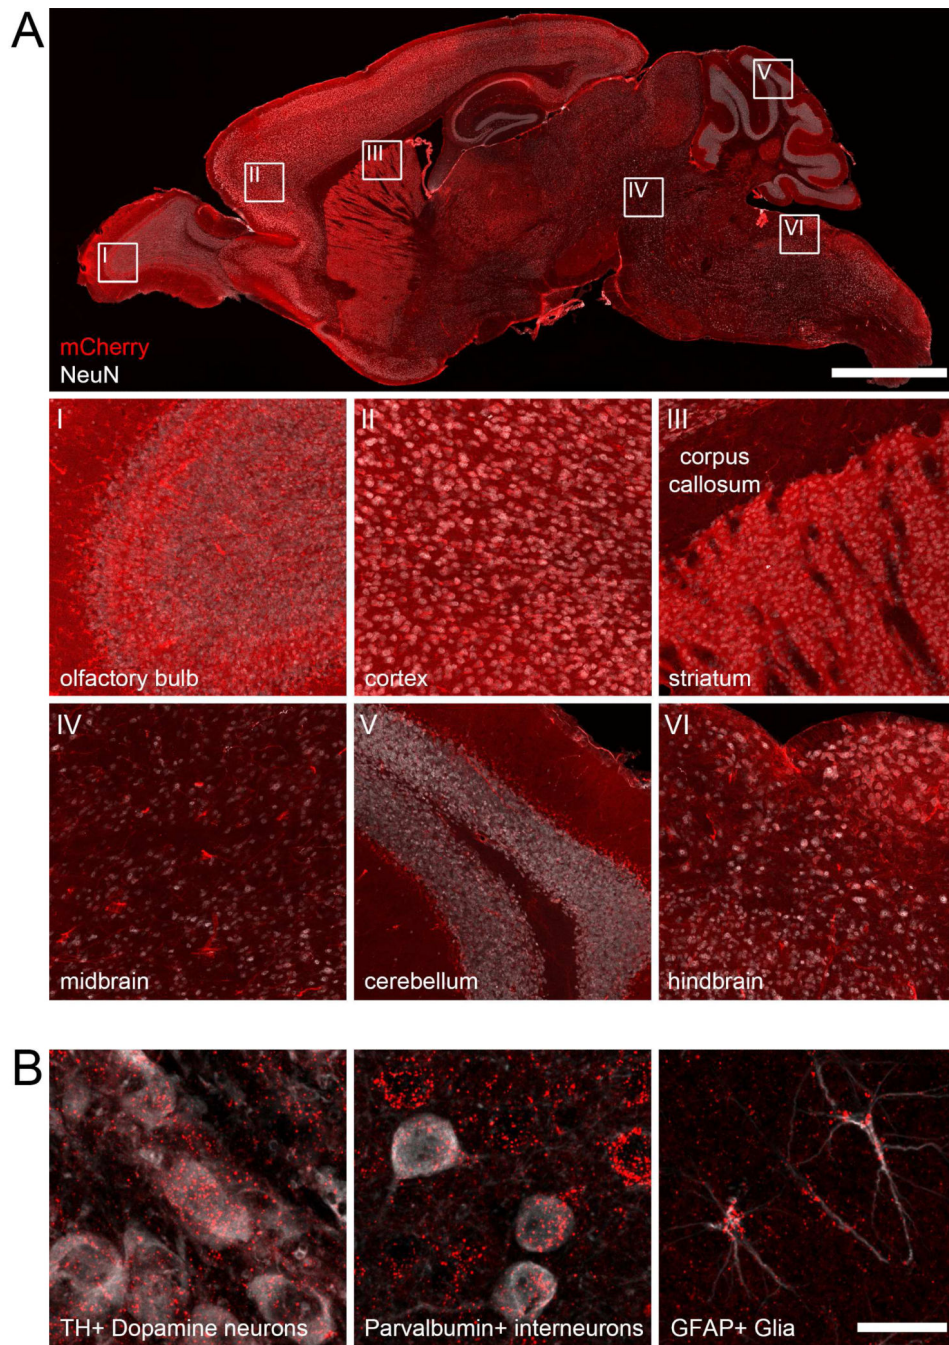 A
I
II
III
IV
V
VI
mCherry
NeuN
I
olfactory bulb
II
cortex
III
corpus
callosum
striatum
IV
midbrain
V
cerebellum
VI
hindbrain
B
TH+ Dopamine neurons
Parvalbumin+ interneurons
GFAP+ Glia